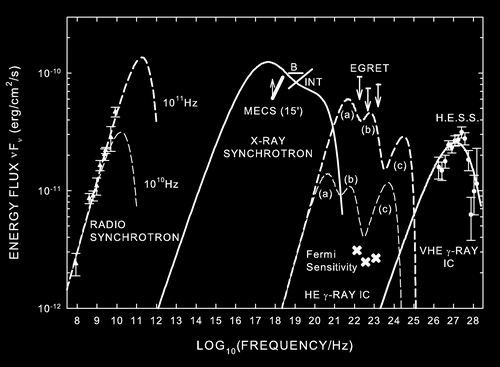 ENERGY FLUX νFν (erg/cm²/s)
10⁻¹⁰
10⁻¹¹
10⁻¹²
10¹¹Hz
10¹⁰Hz
RADIO
SYNCHROTRON
B
INT
MECS (15')
X-RAY
SYNCHROTRON
EGRET
(a)
(b)
(c)
(a)
(b)
(c)
H.E.S.S.
Fermi
Sensitivity
HE γ-RAY IC
VHE γ-RAY
IC
8 9 10 11 12 13 14 15 16 17 18 19 20 21 22 23 24 25 26 27 28
LOG₁₀(FREQUENCY/Hz)